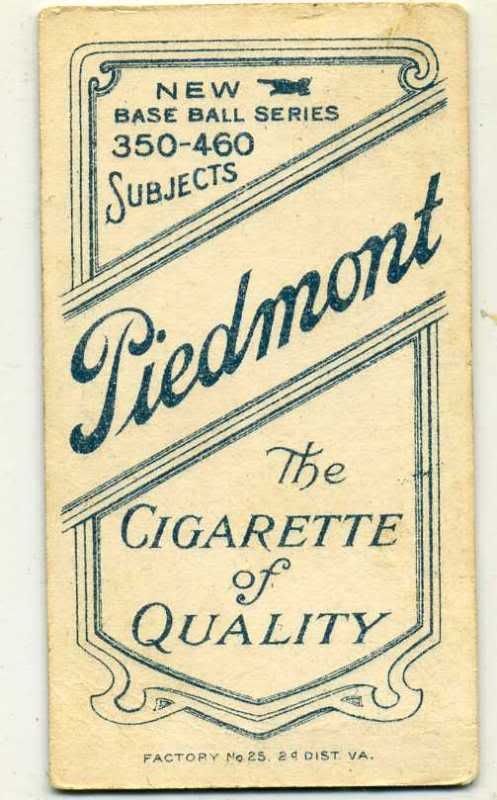 NEW
BASE BALL SERIES
350-460
SUBJECTS
Piedmont
The
CIGARETTE
of
QUALITY
FACTORY No 25, 2d DIST. VA.